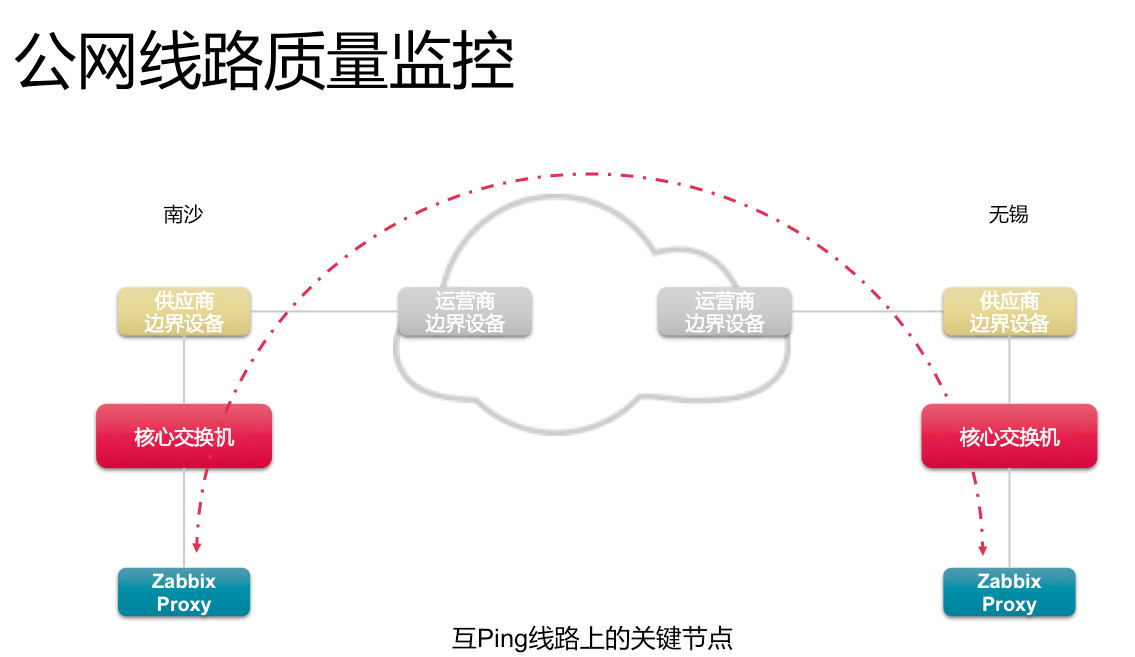 公网线路质量监控
南沙
无锡
供应商
边界设备
运营商
边界设备
运营商
边界设备
供应商
边界设备
核心交换机
核心交换机
Zabbix
Proxy
Zabbix
Proxy
互Ping线路上的关键节点